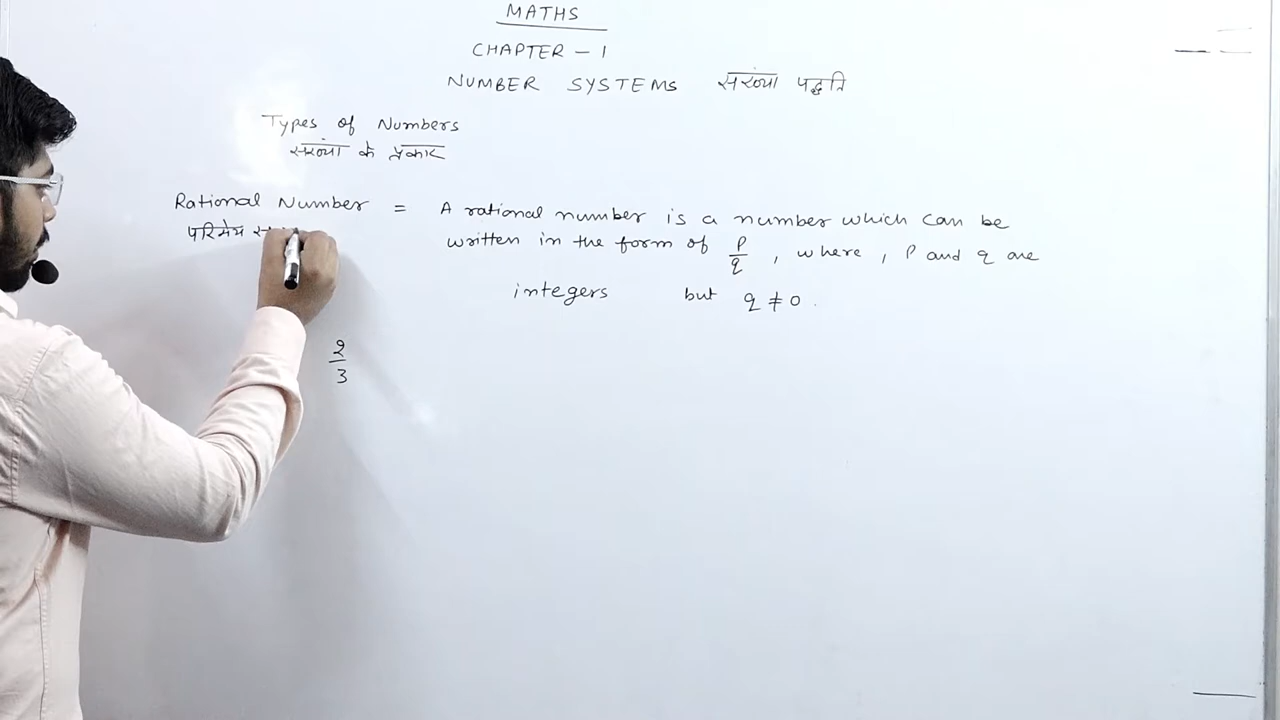 MATHS
CHAPTER - 1
NUMBER SYSTEMS संख्या पद्धति
Types of Numbers
संख्या के प्रकार
Rational Number = A rational number is a number which can be
परिमेय
written in the form of p/q , where , p and q are
integers but q ≠ 0 .
2/3